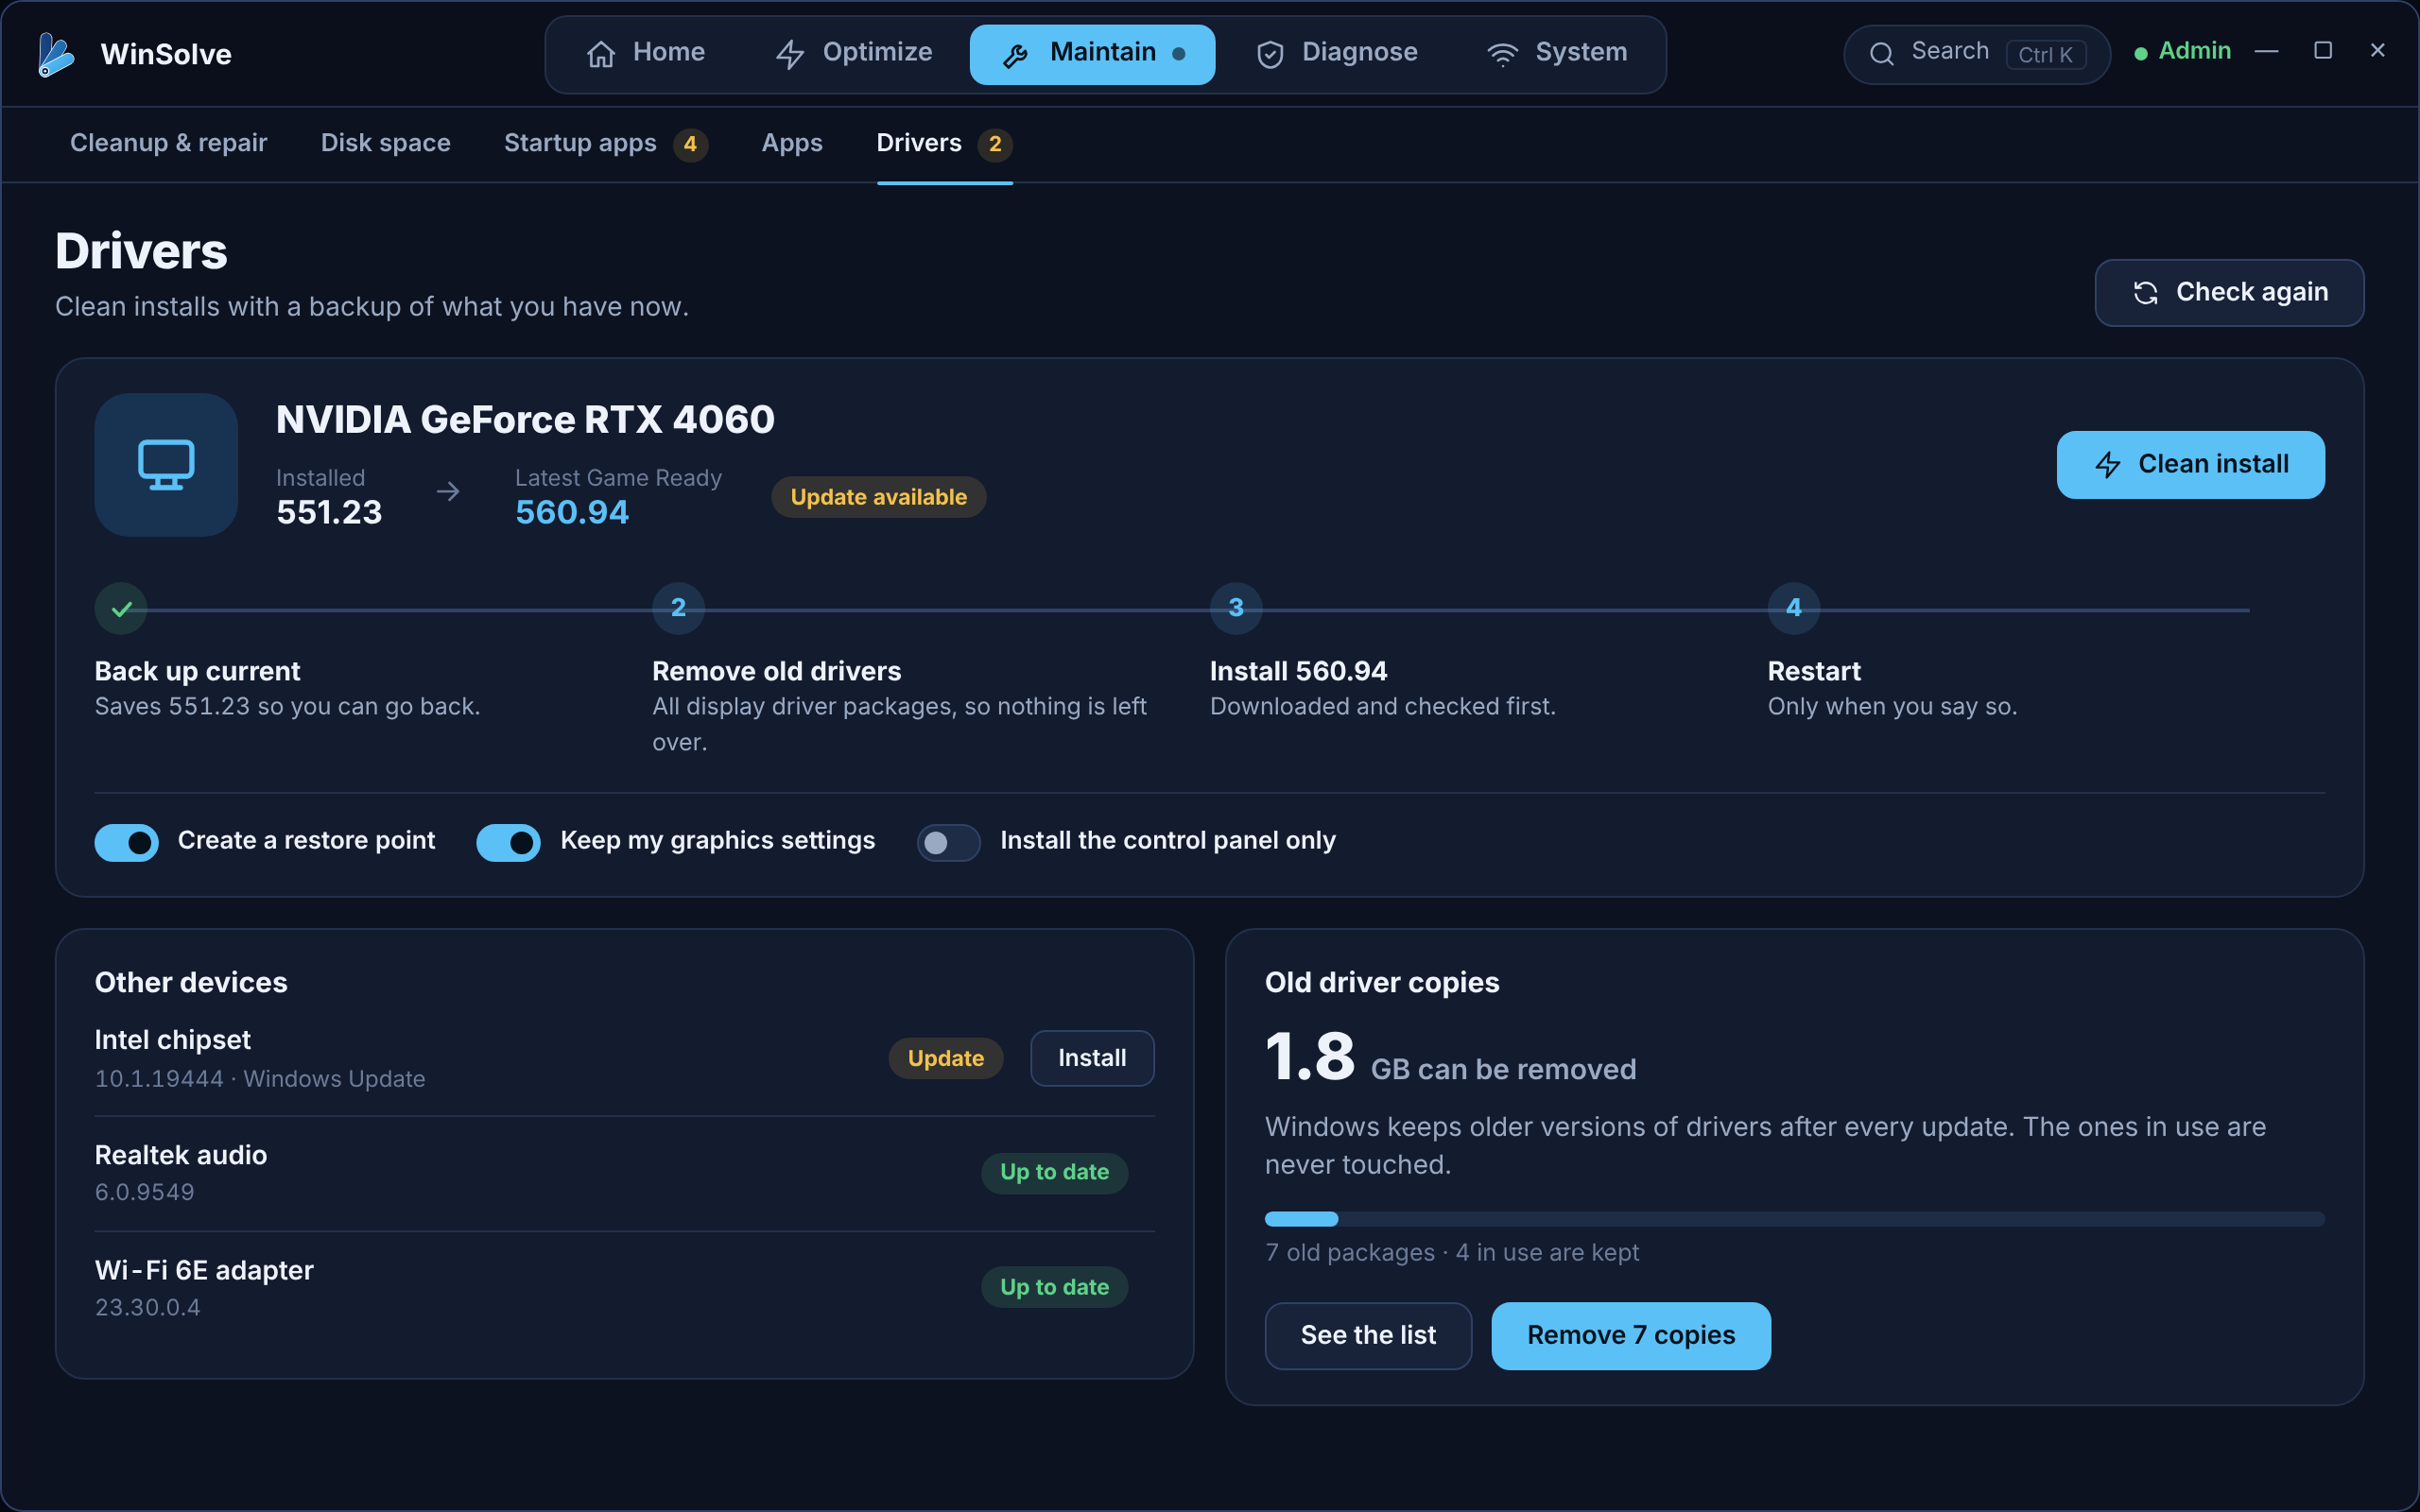 WinSolve
Home
Optimize
Maintain
Diagnose
System
Search
Ctrl K
Admin
Cleanup & repair
Disk space
Startup apps 4
Apps
Drivers 2
Drivers
Clean installs with a backup of what you have now.
Check again
NVIDIA GeForce RTX 4060
Installed
551.23
Latest Game Ready
560.94
Update available
Clean install
2
3
4
Back up current
Saves 551.23 so you can go back.
Remove old drivers
All display driver packages, so nothing is left
over.
Install 560.94
Downloaded and checked first.
Restart
Only when you say so.
Create a restore point
Keep my graphics settings
Install the control panel only
Other devices
Intel chipset
10.1.19444 · Windows Update
Update
Install
Realtek audio
6.0.9549
Up to date
Wi-Fi 6E adapter
23.30.0.4
Up to date
Old driver copies
1.8 GB can be removed
Windows keeps older versions of drivers after every update. The ones in use are
never touched.
7 old packages · 4 in use are kept
See the list
Remove 7 copies